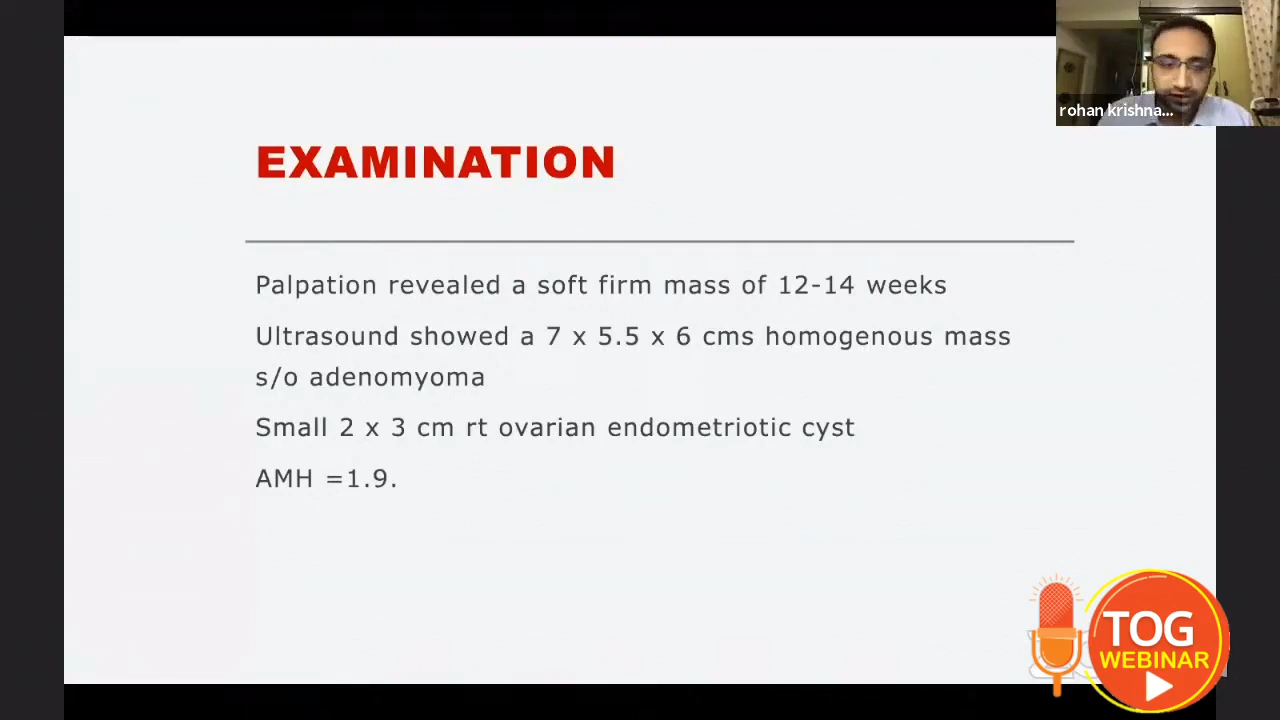 rohan krishna...
EXAMINATION
Palpation revealed a soft firm mass of 12-14 weeks
Ultrasound showed a 7 x 5.5 x 6 cms homogenous mass
s/o adenomyoma
Small 2 x 3 cm rt ovarian endometriotic cyst
AMH =1.9.
TOG
WEBINAR